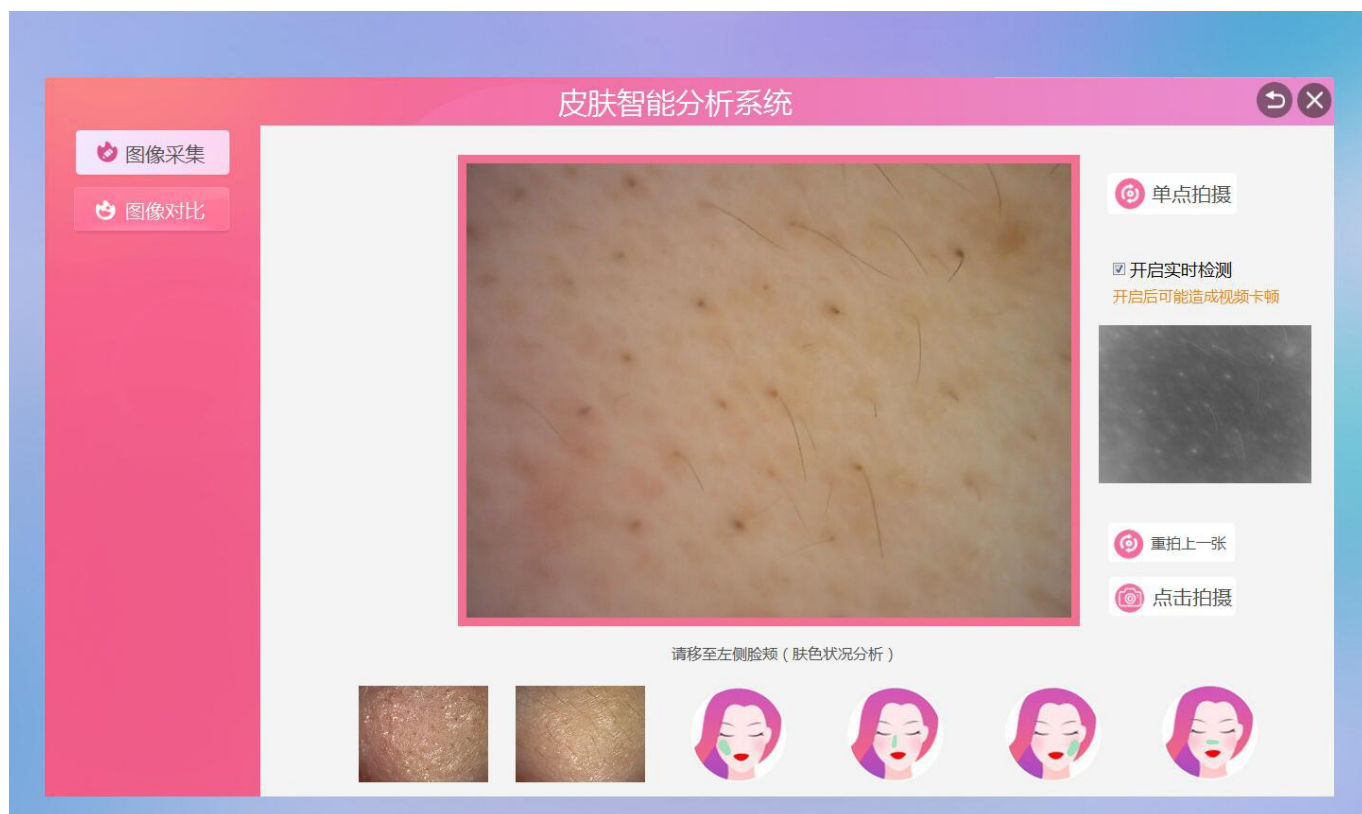 皮肤智能分析系统
图像采集
图像对比
单点拍摄
开启实时检测
开启后可能造成视频卡顿
重拍上一张
点击拍摄
请移至左侧脸颊（肤色状况分析）